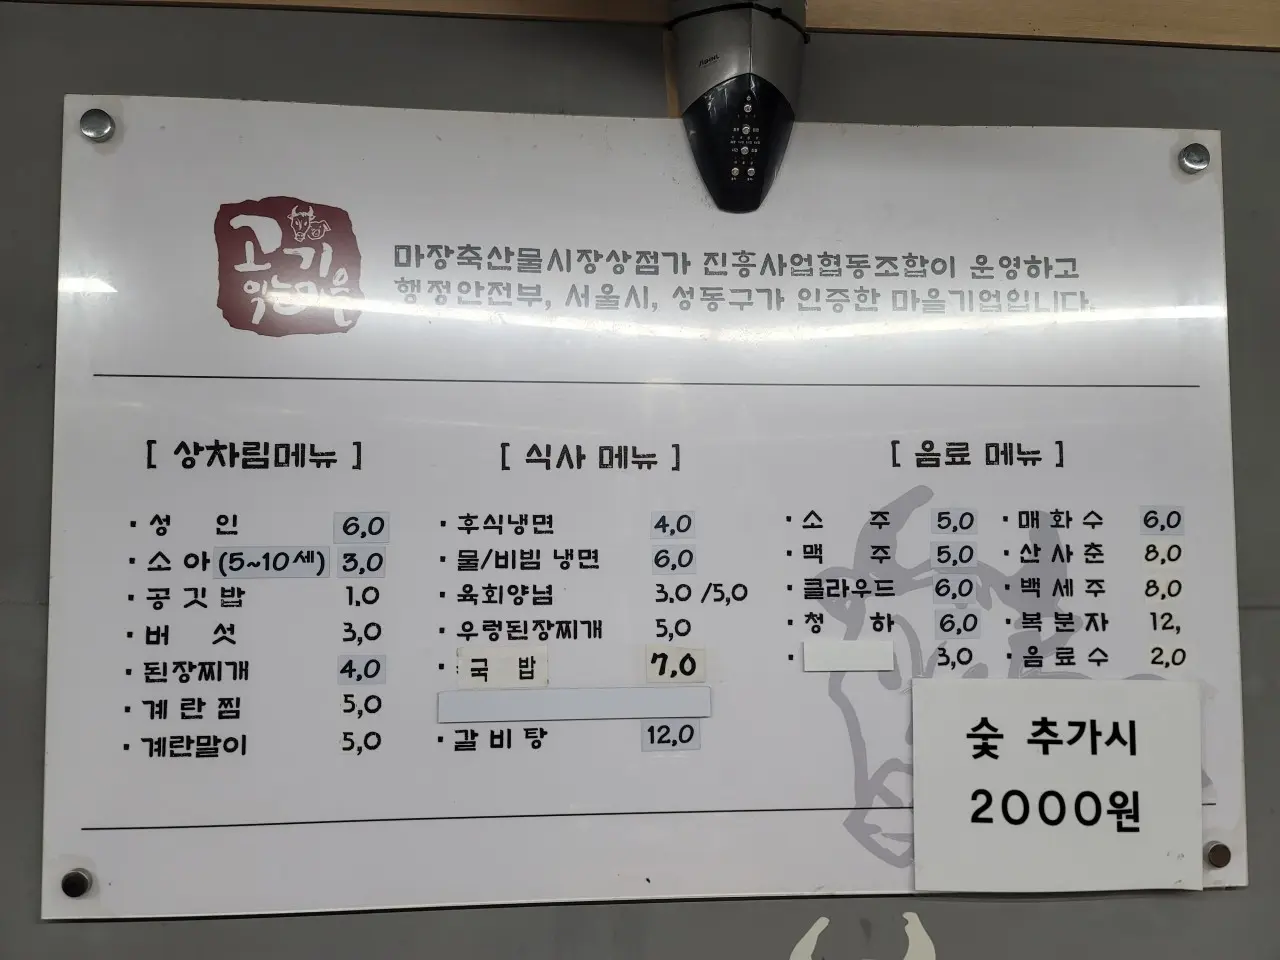 고기
익는마을
마장축산물시장상점가 진흥사업협동조합이 운영하고
행정안전부, 서울시, 성동구가 인증한 마을기업입니다.
[ 상차림메뉴 ]
· 성 인 6,0
· 소 아 (5~10세) 3,0
· 공 깃 밥 1,0
· 버 섯 3,0
· 된장찌개 4,0
· 계 란 찜 5,0
· 계란말이 5,0
[ 식사 메뉴 ]
· 후식냉면 4,0
· 물/비빔 냉면 6,0
· 육회양념 3,0 /5,0
· 우렁된장찌개 5,0
· 국 밥 7,0
· 갈 비 탕 12,0
[ 음료 메뉴 ]
· 소 주 5,0
· 맥 주 5,0
· 클라우드 6,0
· 청 하 6,0
· 3,0
· 매 화 수 6,0
· 산 사 춘 8,0
· 백 세 주 8,0
· 복 분 자 12,
· 음 료 수 2,0
숯 추가시
2000원